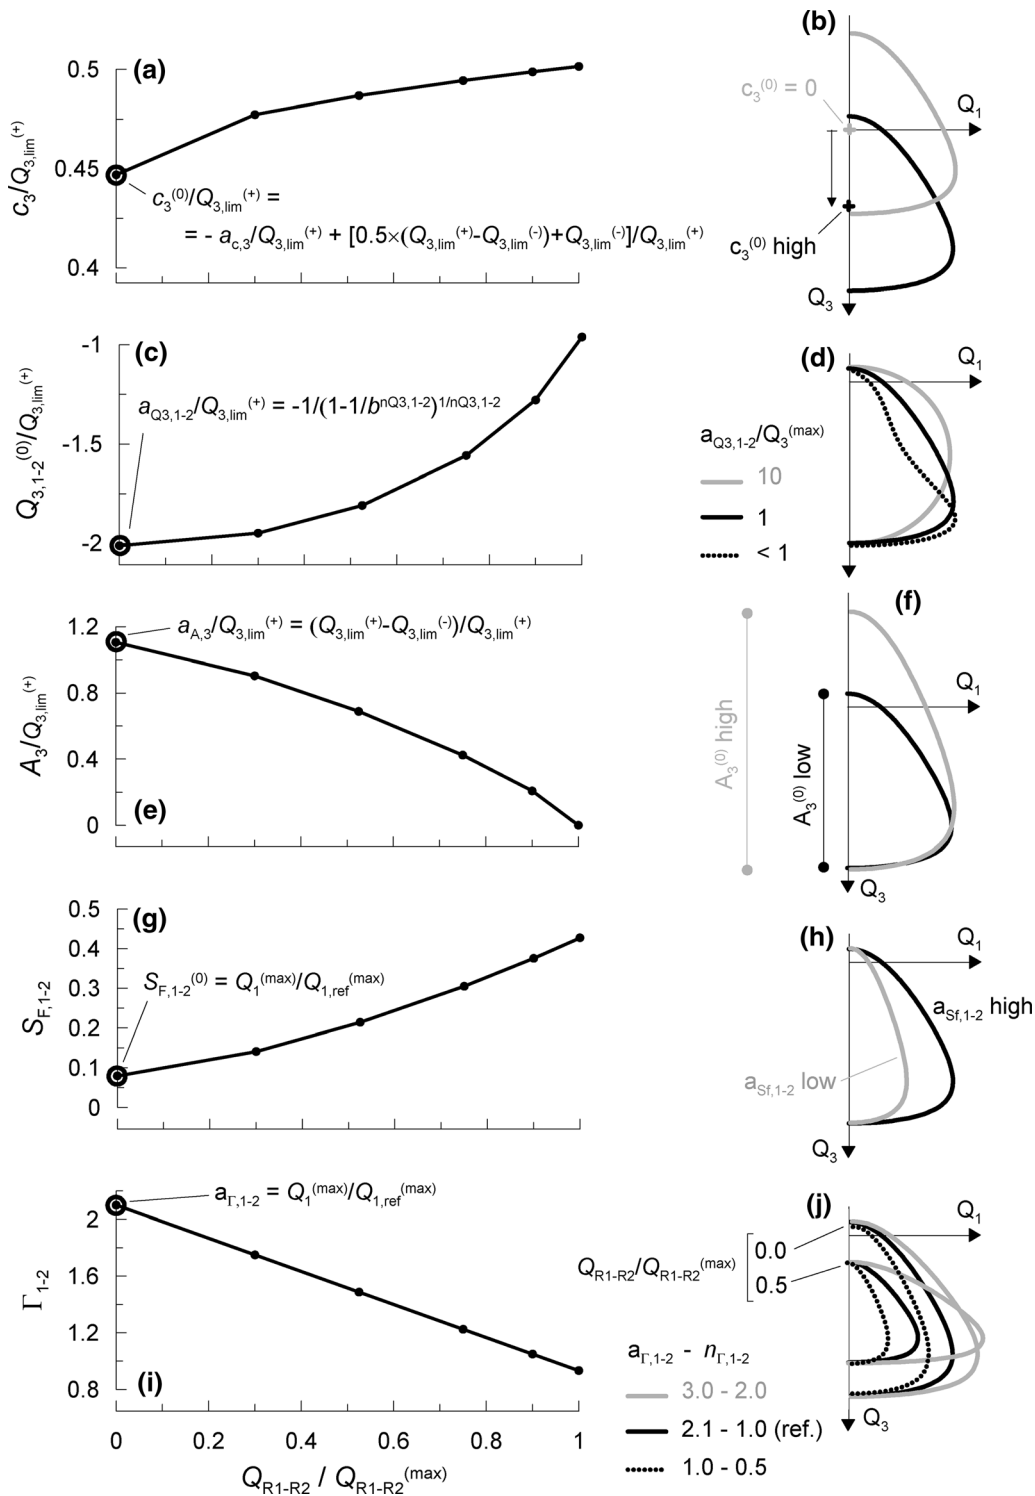 (a)
0.5
0.45
0.4
c3/Q3,lim(+)
c3(0)/Q3,lim(+) =
= - ac,3/Q3,lim(+) + [0.5×(Q3,lim(+)-Q3,lim(-))+Q3,lim(-)]/Q3,lim(+)
(b)
c3(0) = 0
Q1
c3(0) high
Q3
(c)
-1
-1.5
-2
Q3,1-2(0)/Q3,lim(+)
aQ3,1-2/Q3,lim(+) = -1/(1-1/bnQ3,1-2)1/nQ3,1-2
(d)
Q1
aQ3,1-2/Q3(max)
10
1
< 1
(e)
1.2
0.8
0.4
0
A3/Q3,lim(+)
aA,3/Q3,lim(+) = (Q3,lim(+)-Q3,lim(-))/Q3,lim(+)
(f)
Q1
A3(0) high
A3(0) low
Q3
(g)
0.5
0.4
0.3
0.2
0.1
0
SF,1-2
SF,1-2(0) = Q1(max)/Q1,ref(max)
(h)
Q1
aSf,1-2 high
aSf,1-2 low
Q3
(i)
2
1.6
1.2
0.8
Γ1-2
aΓ,1-2 = Q1(max)/Q1,ref(max)
0
0.2
0.4
0.6
0.8
1
QR1-R2 / QR1-R2(max)
(j)
Q1
QR1-R2/QR1-R2(max)
0.0
0.5
aΓ,1-2 - nΓ,1-2
3.0 - 2.0
2.1 - 1.0 (ref.)
1.0 - 0.5
Q3